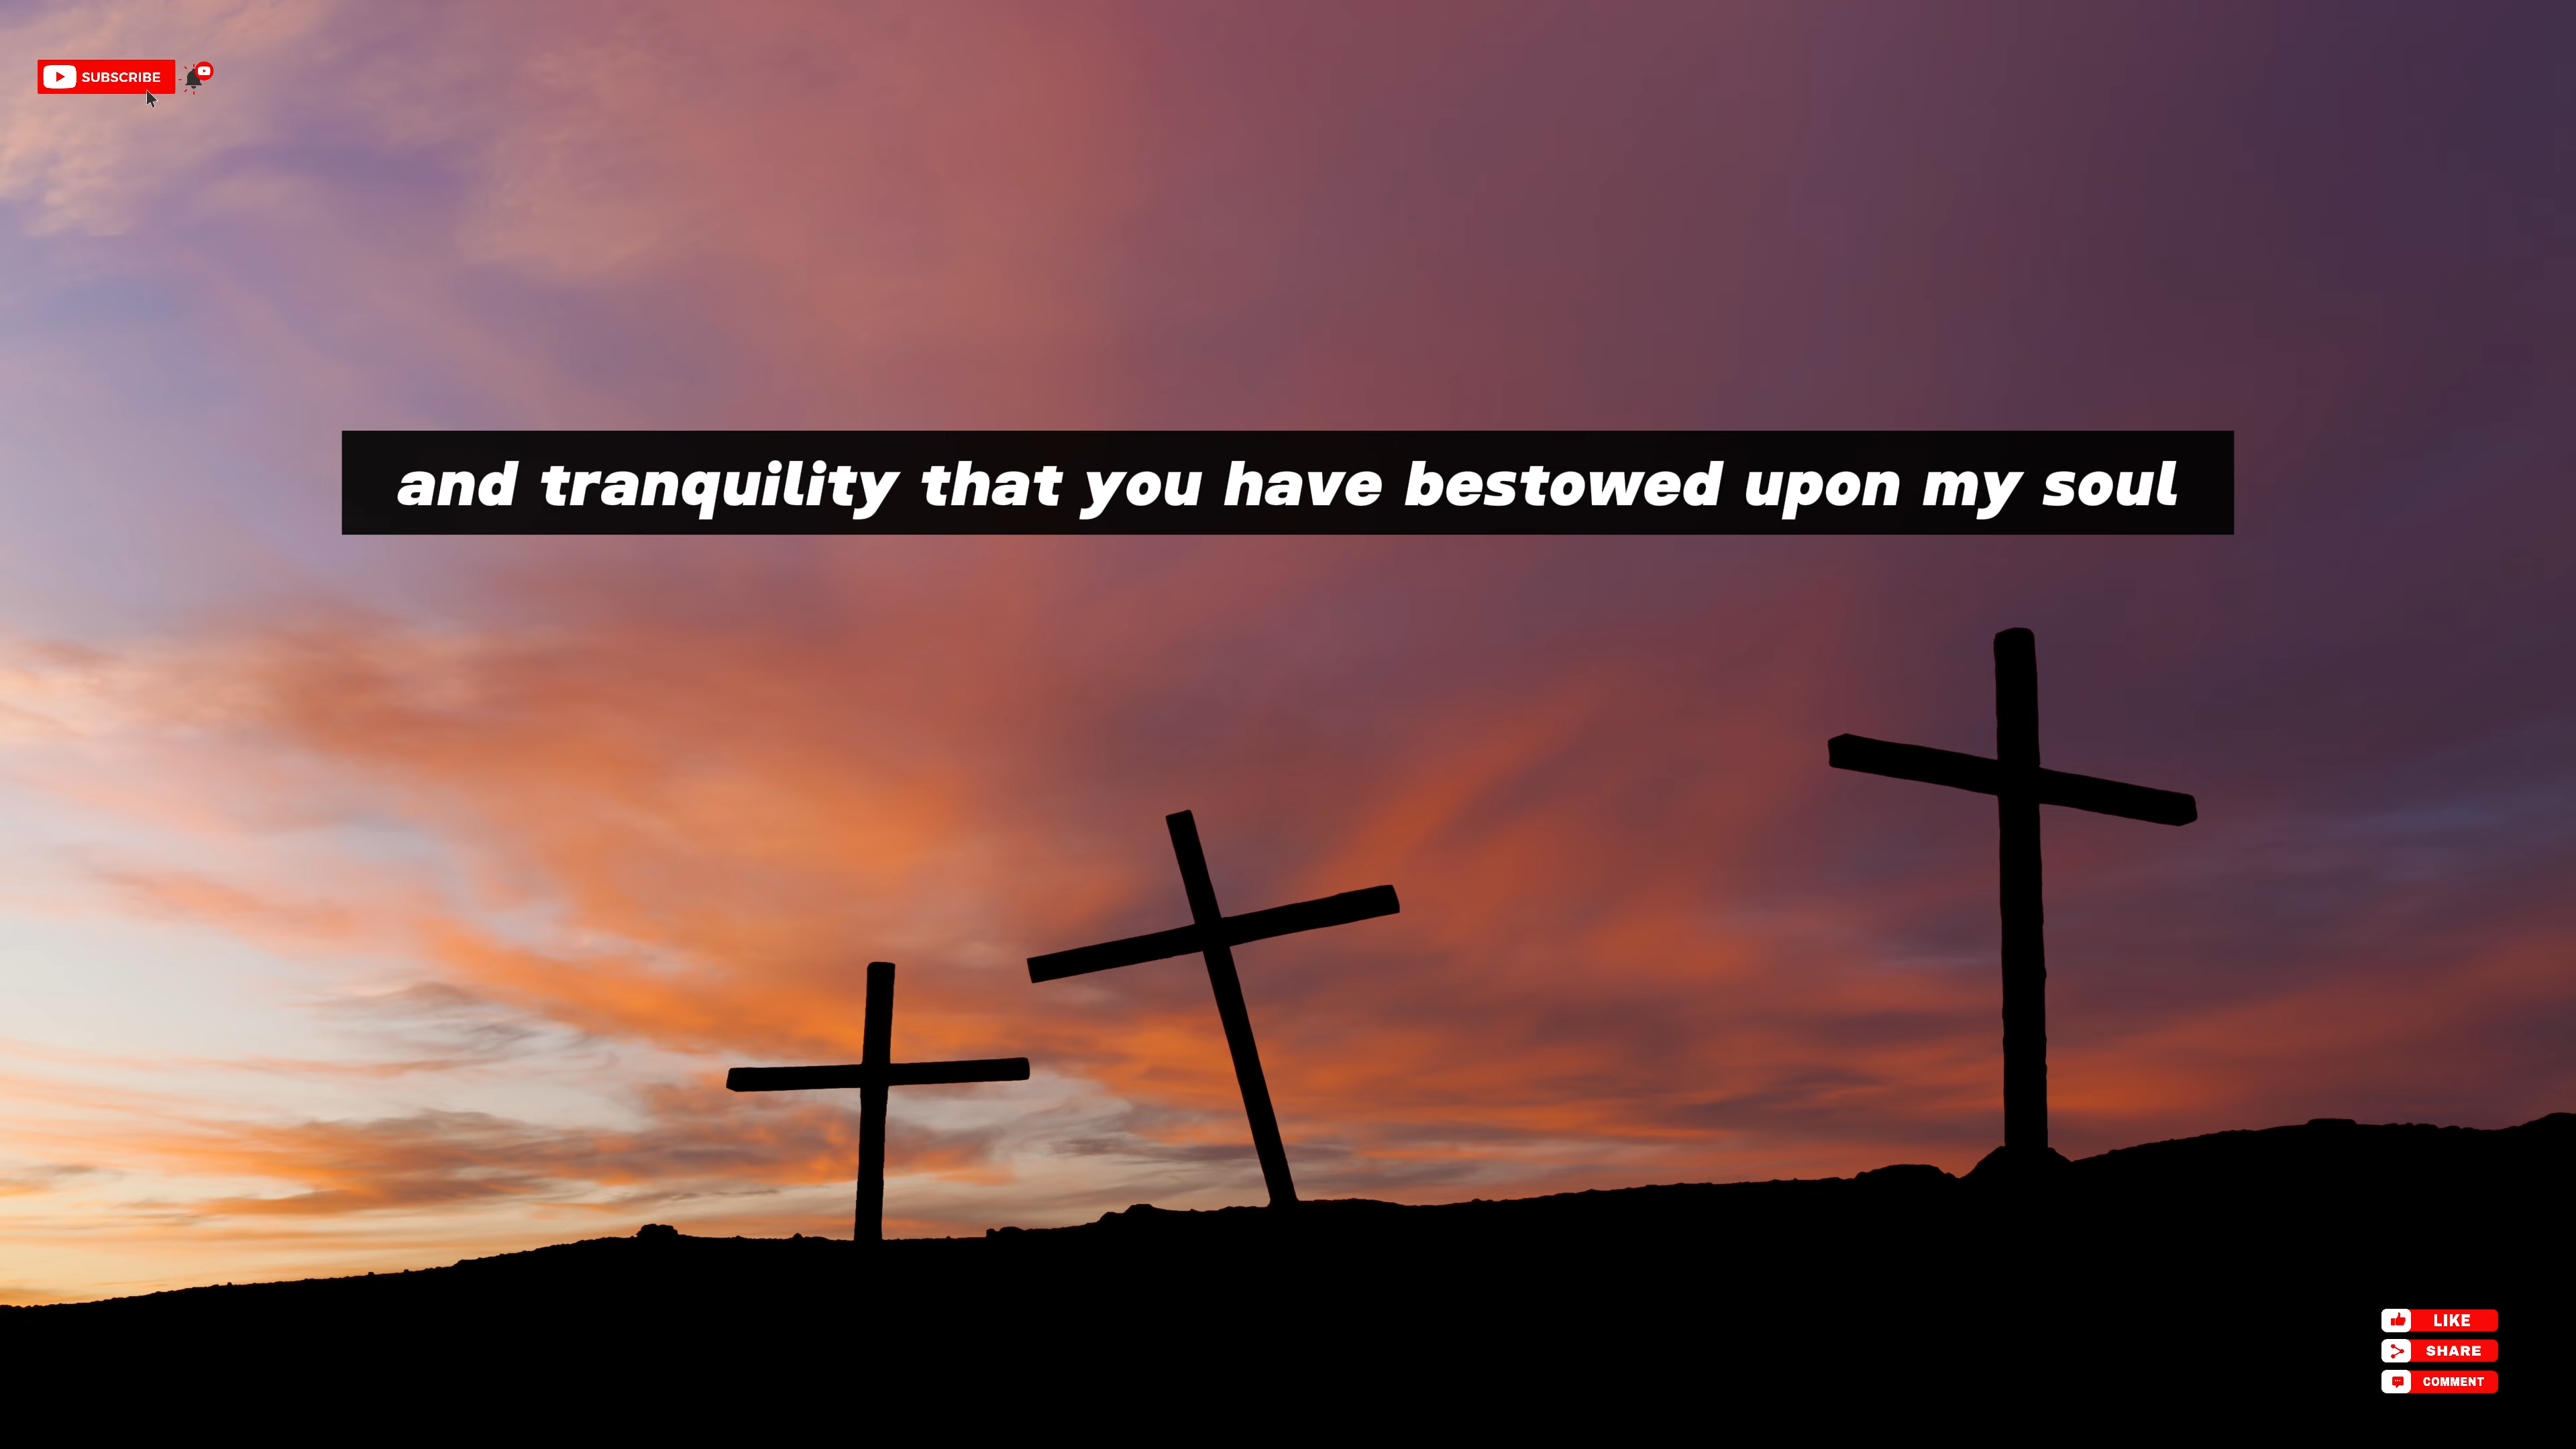 SUBSCRIBE
and tranquility that you have bestowed upon my soul
LIKE
SHARE
COMMENT